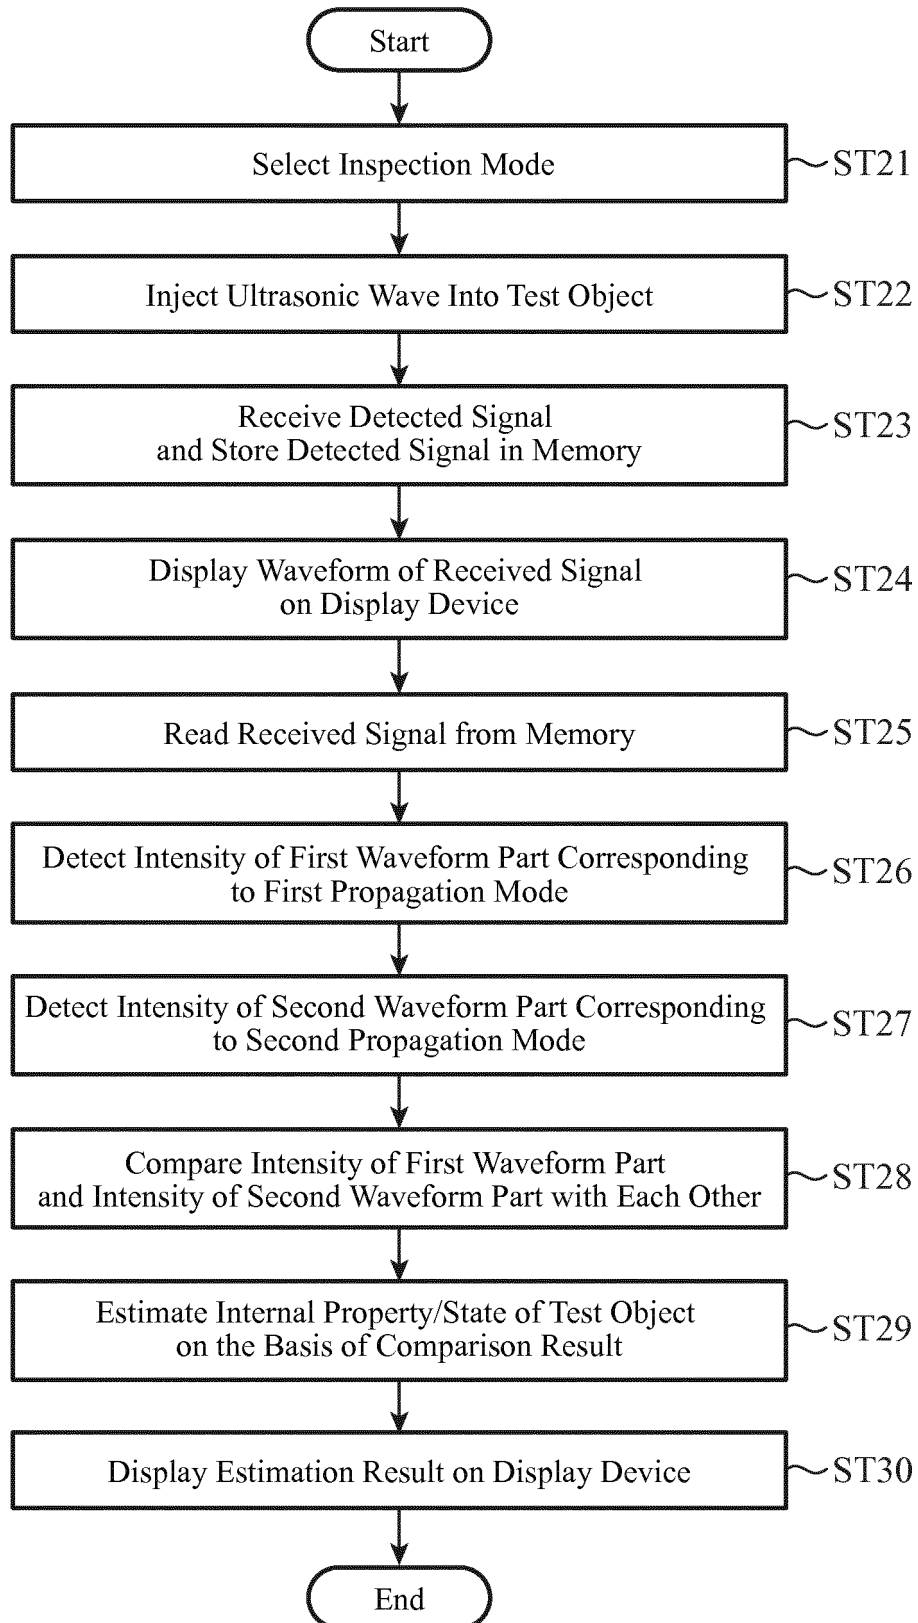 Start
Select Inspection Mode
ST21
Inject Ultrasonic Wave Into Test Object
ST22
Receive Detected Signal
and Store Detected Signal in Memory
ST23
Display Waveform of Received Signal
on Display Device
ST24
Read Received Signal from Memory
ST25
Detect Intensity of First Waveform Part Corresponding
to First Propagation Mode
ST26
Detect Intensity of Second Waveform Part Corresponding
to Second Propagation Mode
ST27
Compare Intensity of First Waveform Part
and Intensity of Second Waveform Part with Each Other
ST28
Estimate Internal Property/State of Test Object
on the Basis of Comparison Result
ST29
Display Estimation Result on Display Device
ST30
End